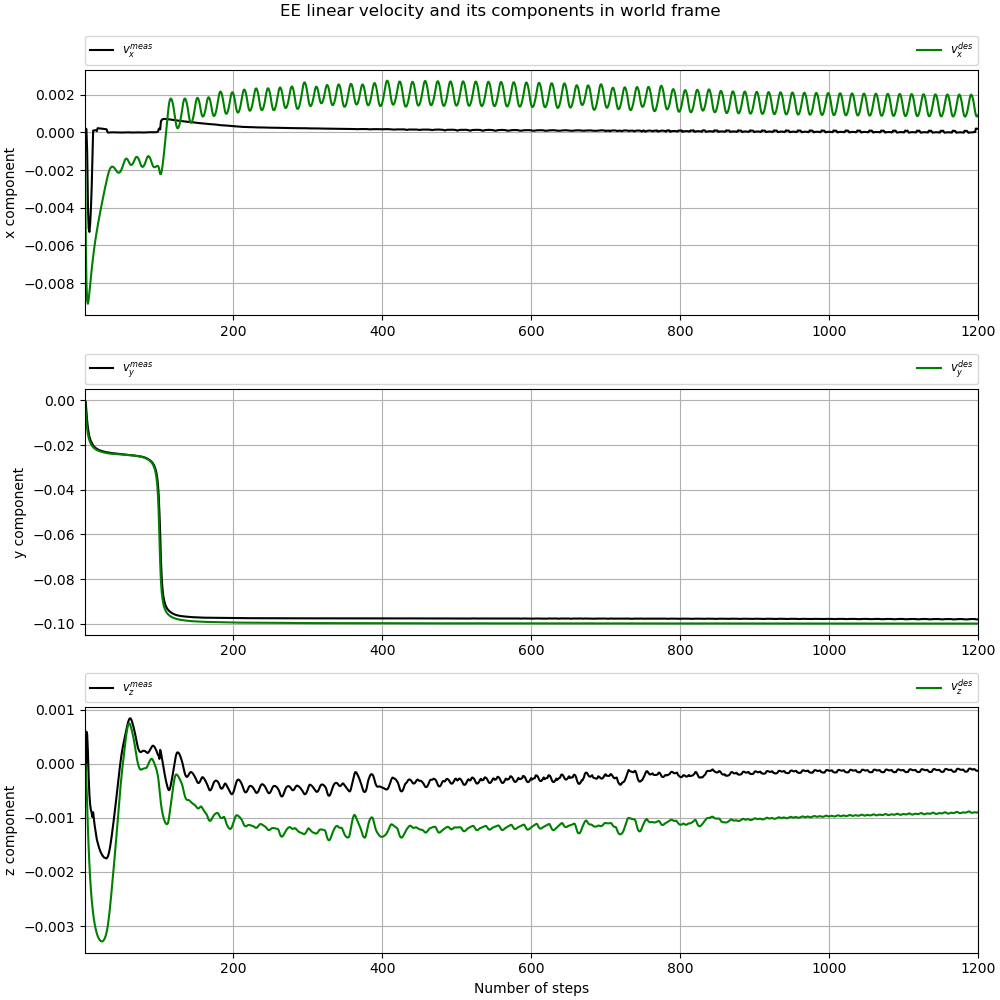 EE linear velocity and its components in world frame
v_x^meas v_x^des
0.002
0.000
−0.002
−0.004
−0.006
−0.008
x component
200 400 600 800 1000 1200
v_y^meas v_y^des
0.00
−0.02
−0.04
−0.06
−0.08
−0.10
y component
200 400 600 800 1000 1200
v_z^meas v_z^des
0.001
0.000
−0.001
−0.002
−0.003
z component
200 400 600 800 1000 1200
Number of steps